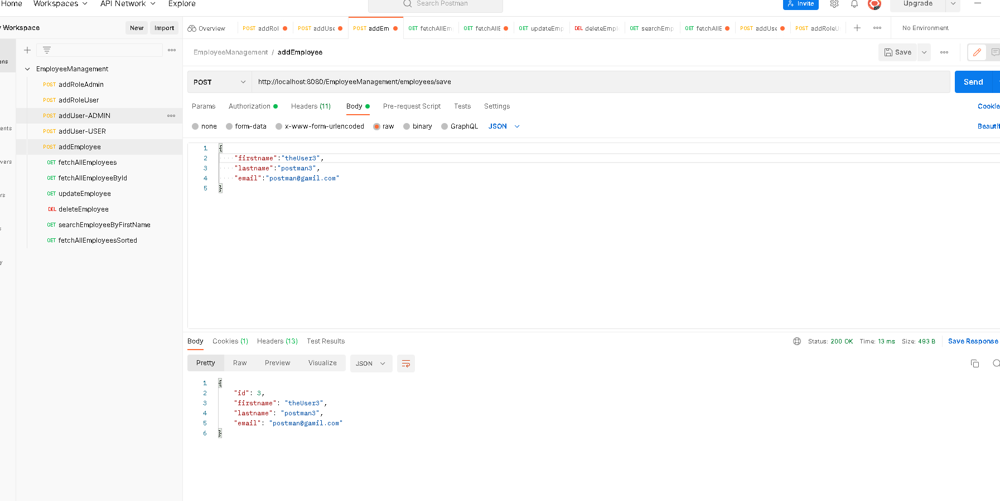 Home Workspaces API Network Explore Search Postman Invite Upgrade
Workspace New Import
Overview POST addRol POST addUse POST addEm GET fetchAllEm GET fetchAllE GET updateEmp DEL deleteEmpl GET searchEmp GET fetchAllE POST addUse POST addRoleU No Environment
EmployeeManagement / addEmployee Save
EmployeeManagement
POST addRoleAdmin
POST addRoleUser
POST addUser-ADMIN
POST addUser-USER
POST addEmployee
GET fetchAllEmployees
GET fetchAllEmployeeById
GET updateEmployee
DEL deleteEmployee
GET searchEmployeeByFirstName
GET fetchAllEmployeesSorted
POST http://localhost:8080/EmployeeManagement/employees/save Send
Params Authorization Headers (11) Body Pre-request Script Tests Settings Cookie
none form-data x-www-form-urlencoded raw binary GraphQL JSON Beautif
1 {
2 "firstname":"theUser3",
3 "lastname":"postman3",
4 "email":"postman@gamil.com"
5 }
Body Cookies (1) Headers (13) Test Results Status: 200 OK Time: 13 ms Size: 493 B Save Response
Pretty Raw Preview Visualize JSON
1 {
2 "id": 3,
3 "firstname": "theUser3",
4 "lastname": "postman3",
5 "email": "postman@gamil.com"
6 }